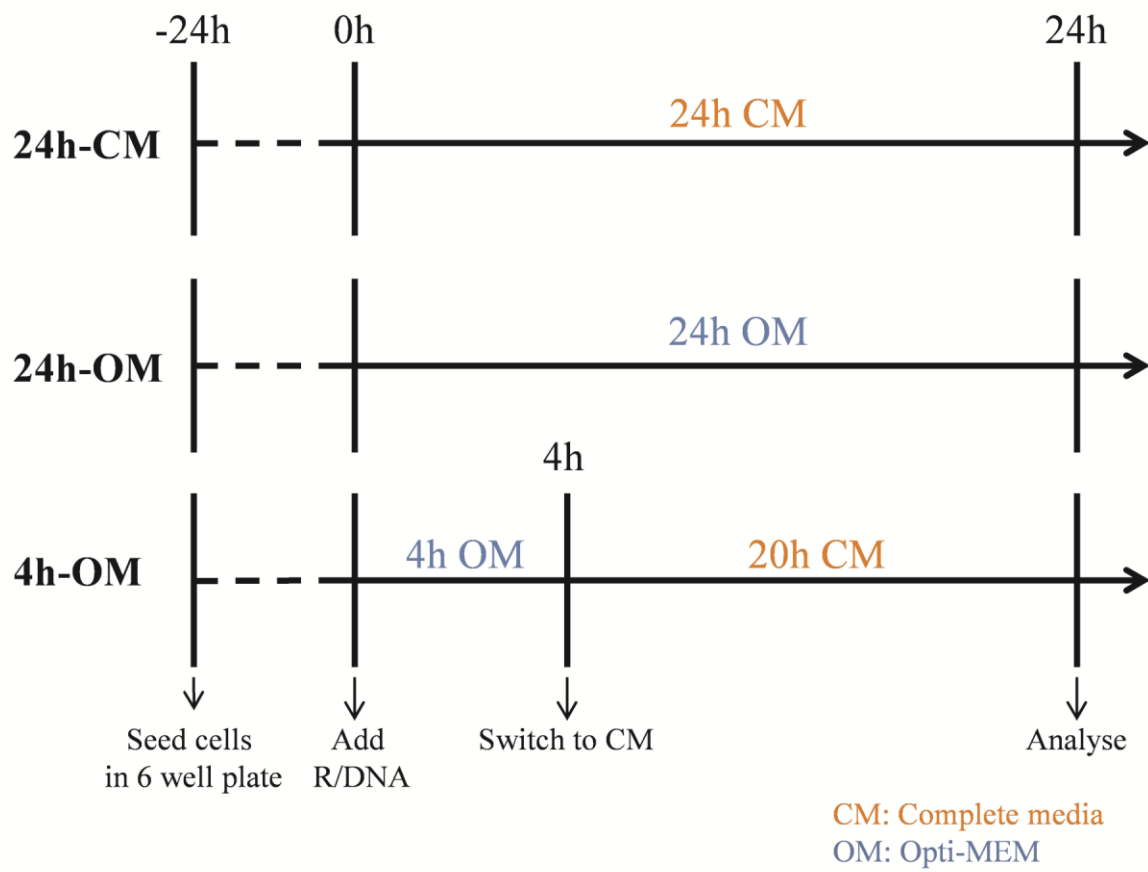 -24h 0h 24h
24h-CM 24h CM
24h-OM 24h OM
4h
4h-OM 4h OM 20h CM
Seed cells Add Switch to CM Analyse
in 6 well plate R/DNA
CM: Complete media
OM: Opti-MEM